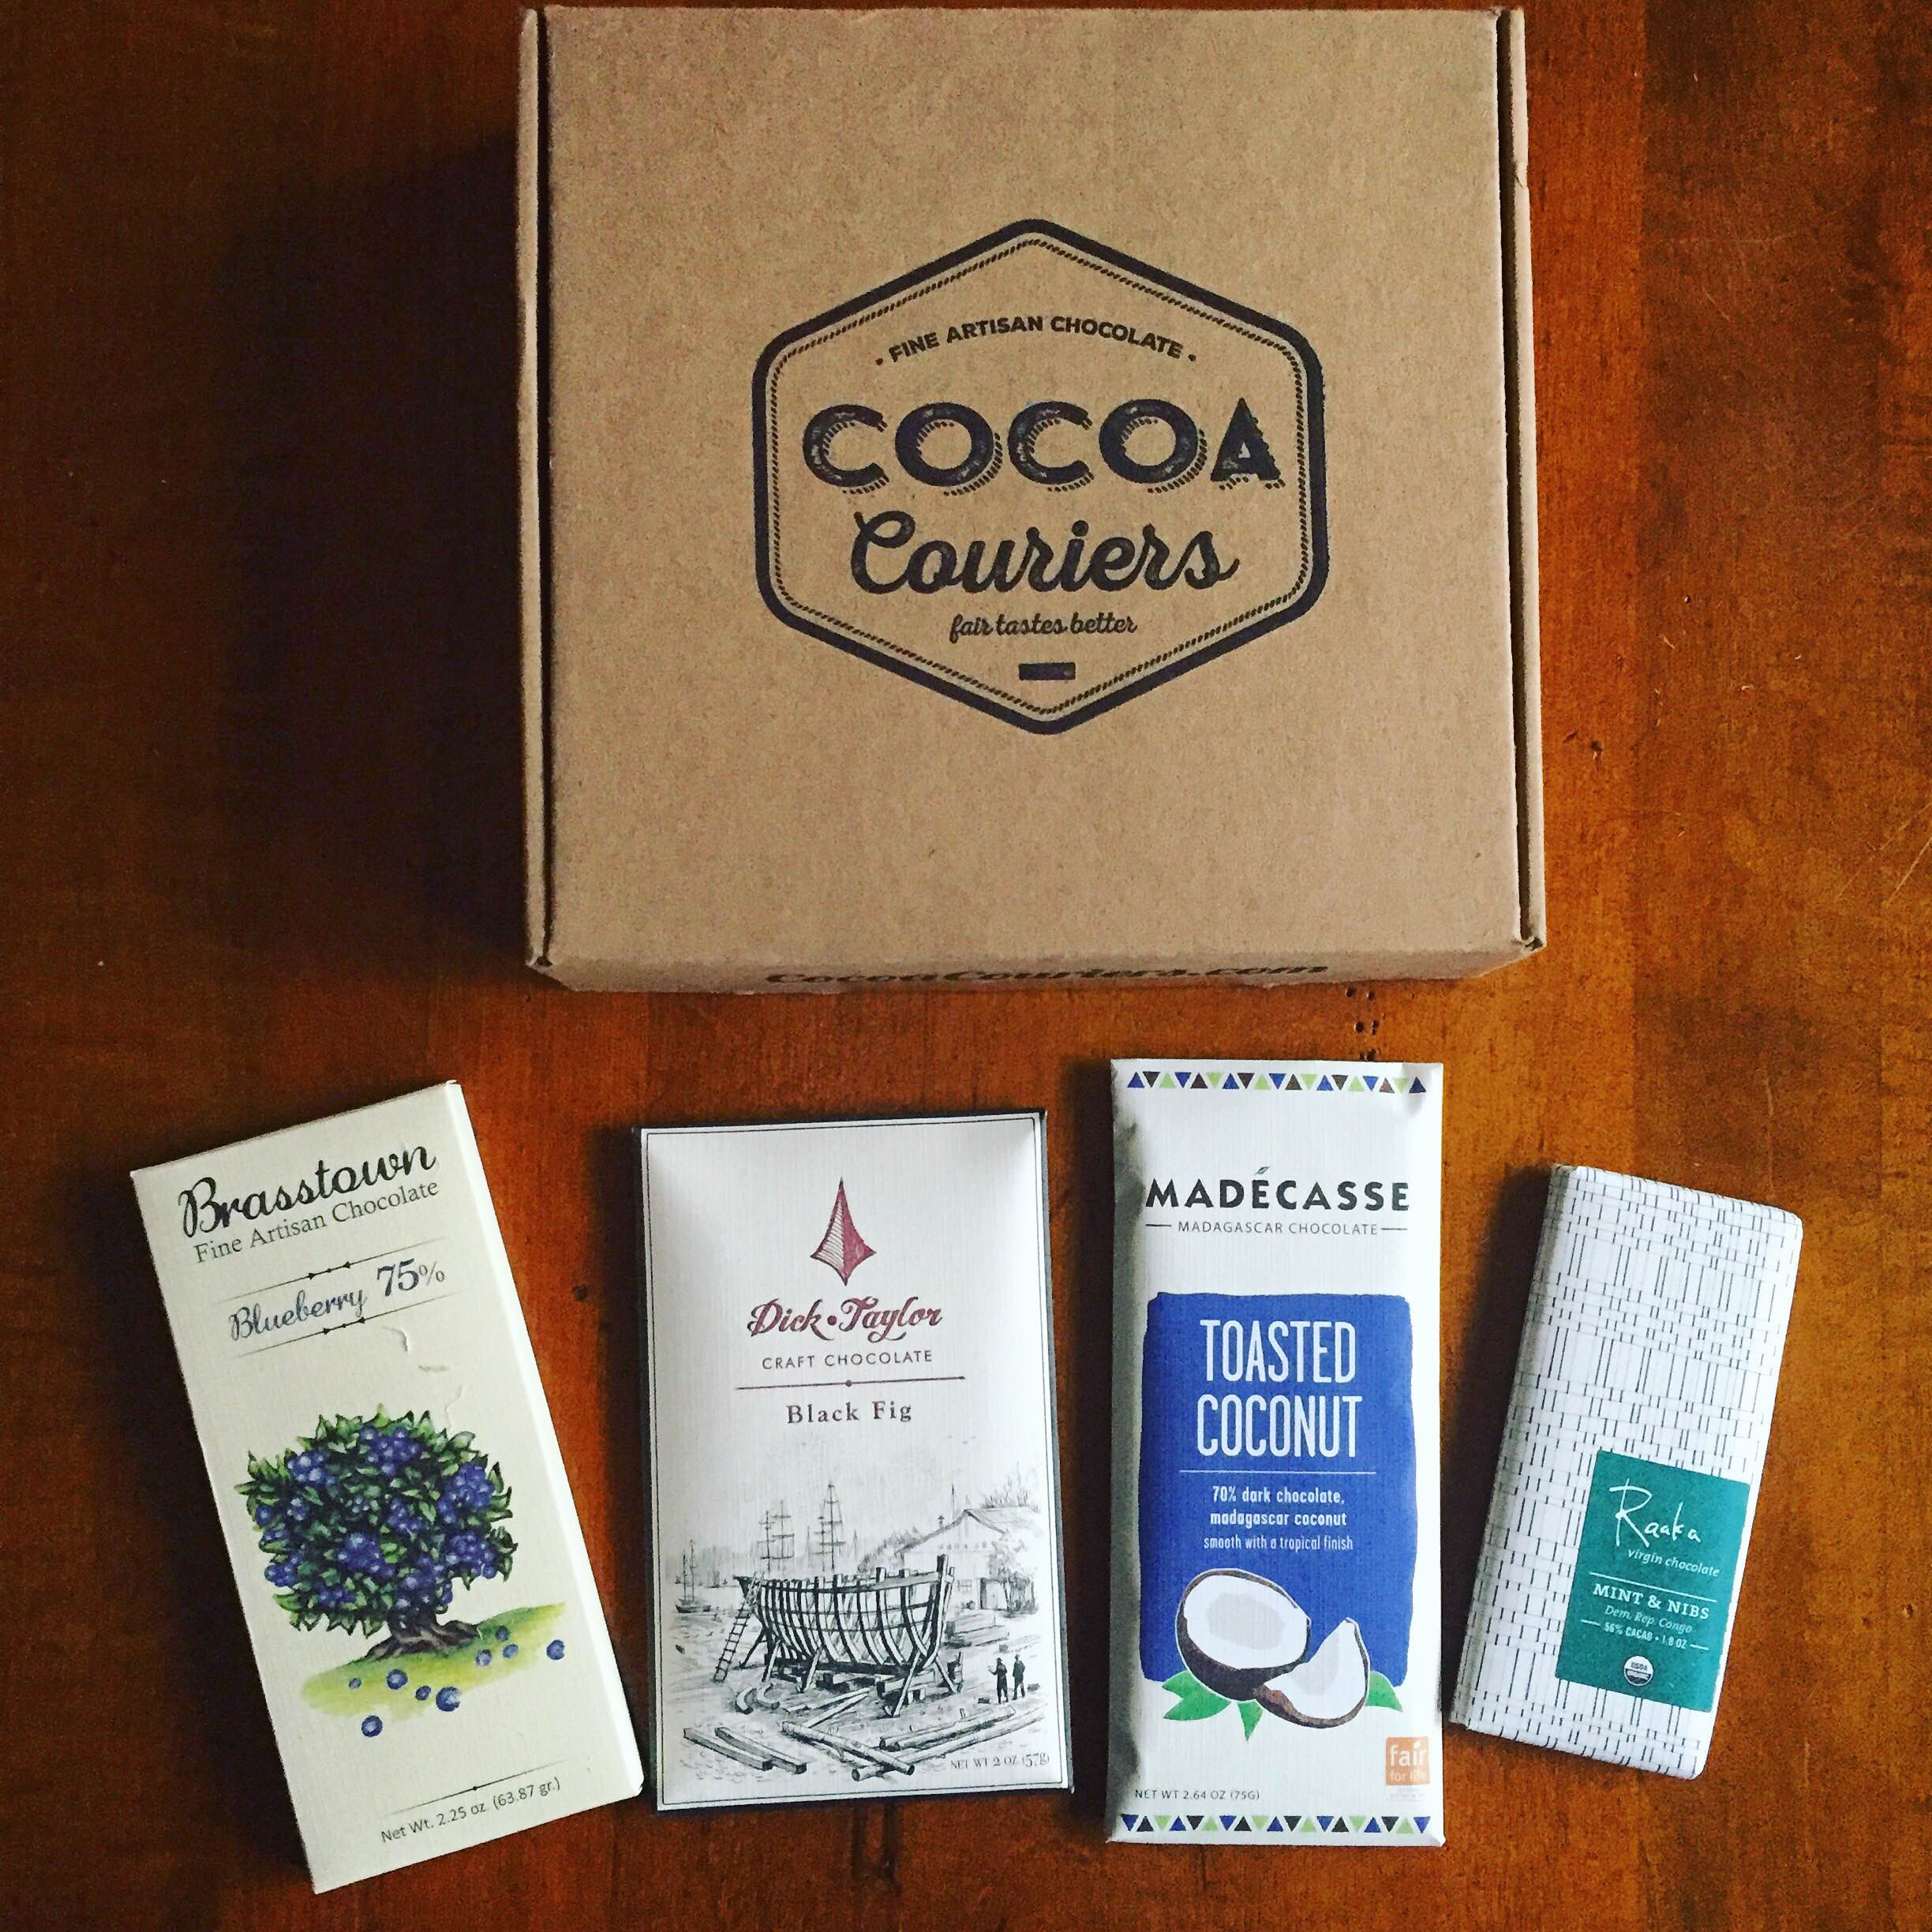 · FINE ARTISAN CHOCOLATE ·
COCOA
Couriers
fair tastes better
CocoaCouriers.com
Brasstown
Fine Artisan Chocolate
Blueberry 75%
Net Wt. 2.25 oz. (63.87 gr.)
Dick·Taylor
CRAFT CHOCOLATE
Black Fig
NET WT 2 OZ (57g)
MADÉCASSE
MADAGASCAR CHOCOLATE
TOASTED
COCONUT
70% dark chocolate,
madagascar coconut
smooth with a tropical finish
fair
for life
NET WT 2.64 OZ (75G)
Raaka
virgin chocolate
MINT & NIBS
Dem. Rep. Congo
56% CACAO • 1.8 OZ
USDA
ORGANIC